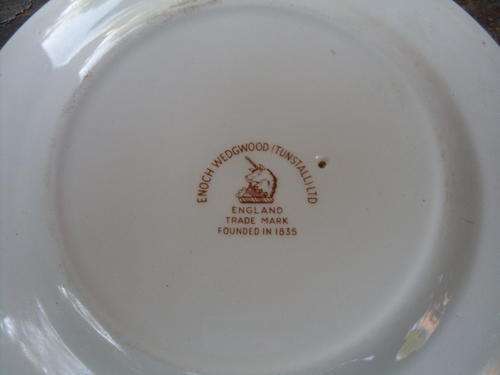 ENOCH WEDGWOOD (TUNSTALL) LTD
ENGLAND
TRADE MARK
FOUNDED IN 1835